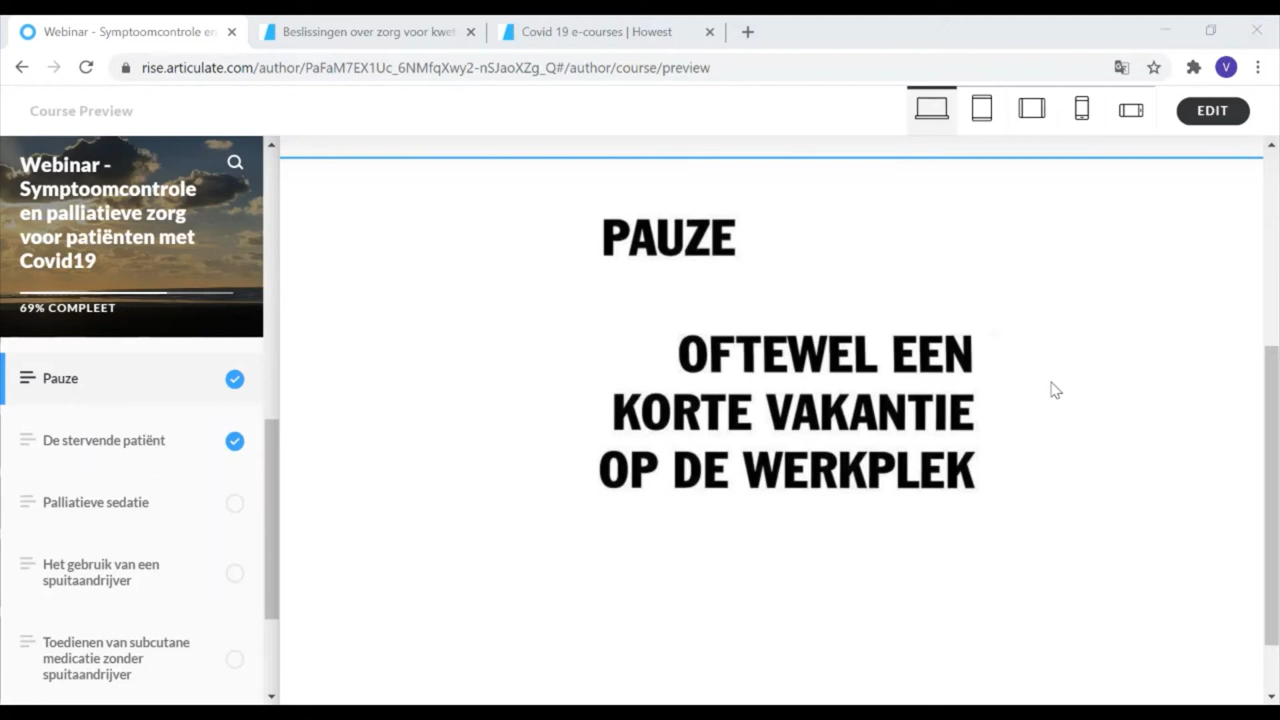 Webinar - Symptoomcontrole en
Beslissingen over zorg voor kwet
Covid 19 e-courses | Howest
rise.articulate.com/author/PaFaM7EX1Uc_6NMfqXwy2-nSJaoXZg_Q#/author/course/preview
V
Course Preview
EDIT
Webinar -
Symptoomcontrole
en palliatieve zorg
voor patiënten met
Covid19
69% COMPLEET
Pauze
De stervende patiënt
Palliatieve sedatie
Het gebruik van een
spuitaandrijver
Toedienen van subcutane
medicatie zonder
spuitaandrijver
PAUZE
OFTEWEL EEN
KORTE VAKANTIE
OP DE WERKPLEK